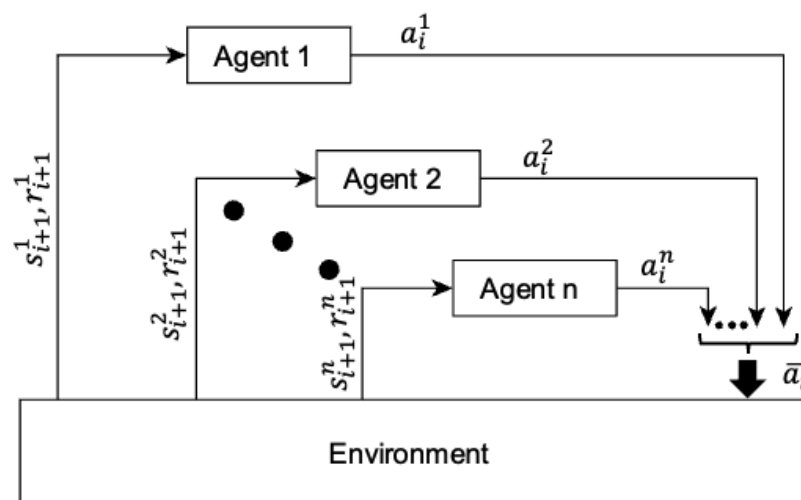 Agent 1
a_i^1
s_{i+1}^1, r_{i+1}^1
Agent 2
a_i^2
s_{i+1}^2, r_{i+1}^2
Agent n
a_i^n
s_{i+1}^n, r_{i+1}^n
Environment